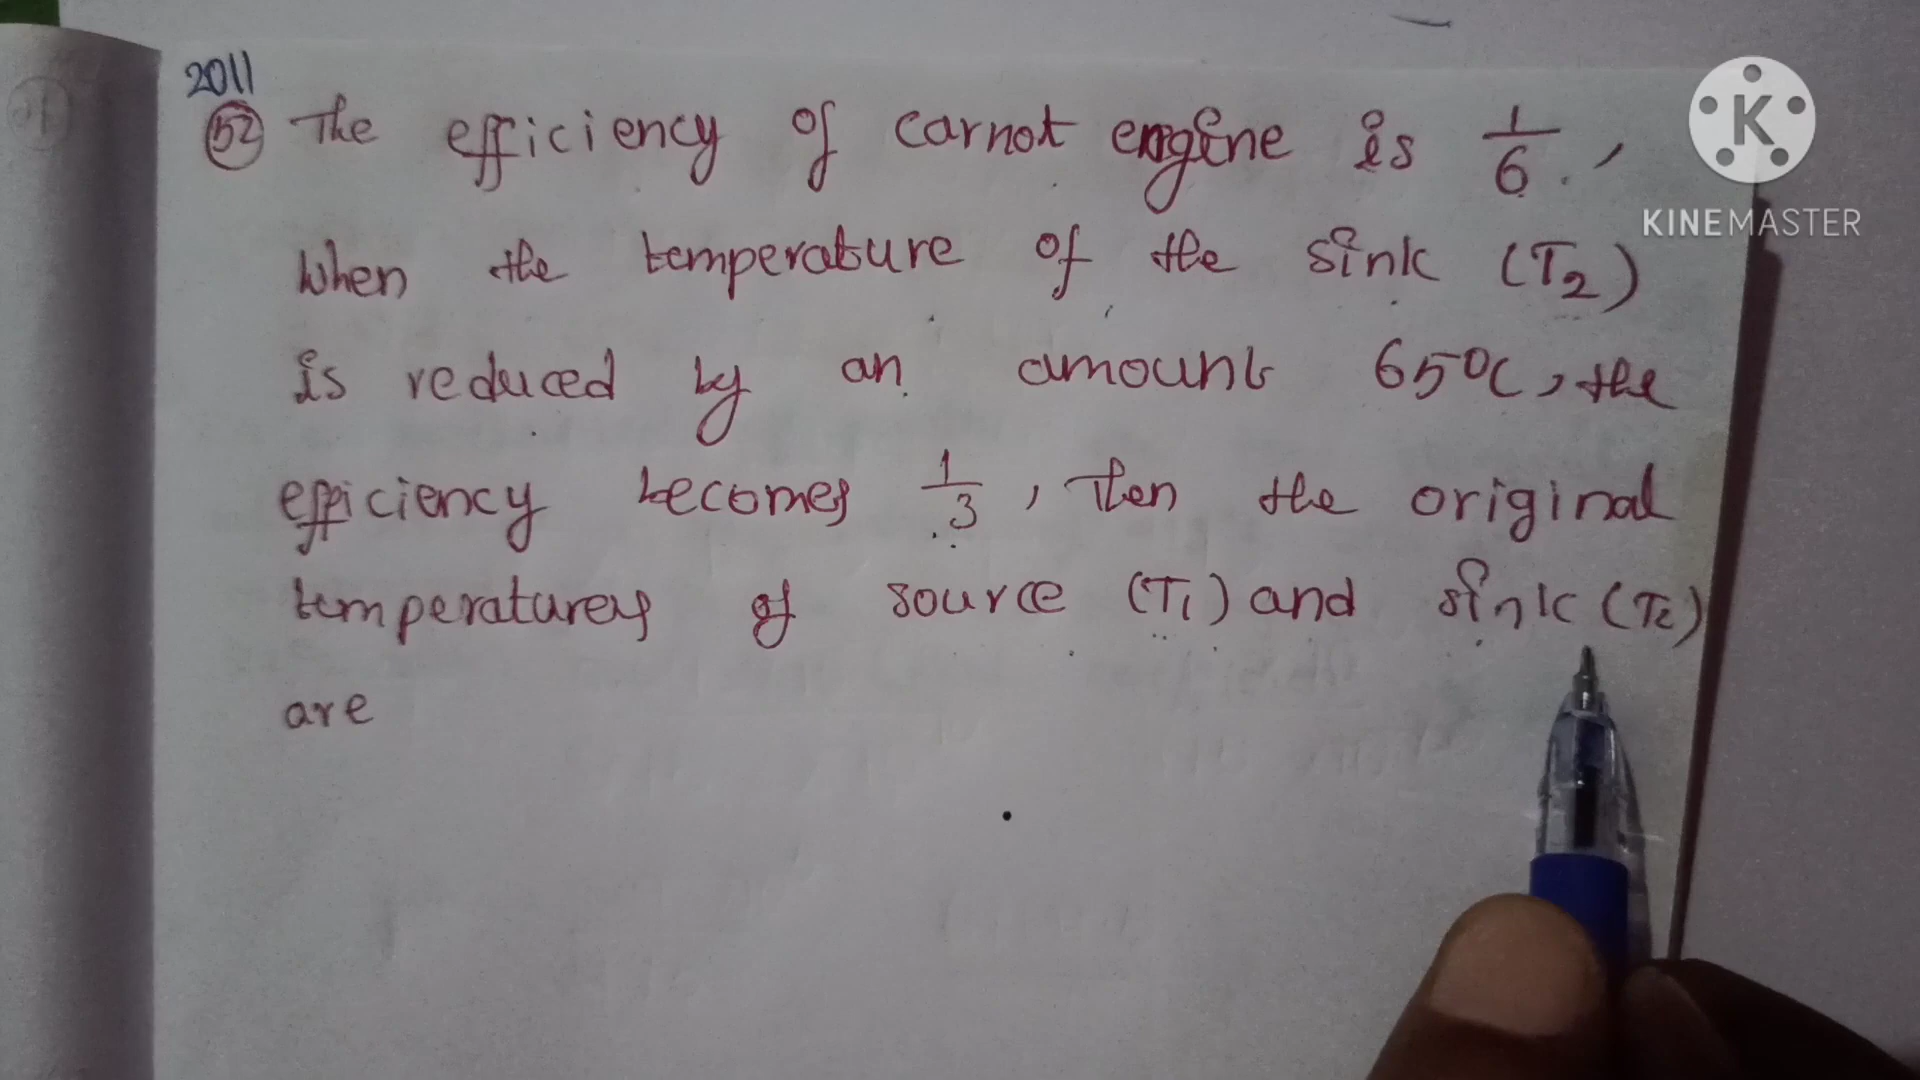 2011
52 The efficiency of carnot engine is 1/6,
KINEMASTER
When the temperature of the sink (T2)
is reduced by an amount 65°C, the
efficiency becomes 1/3, Then the original
temperatures of source (T1) and sink (T2)
are